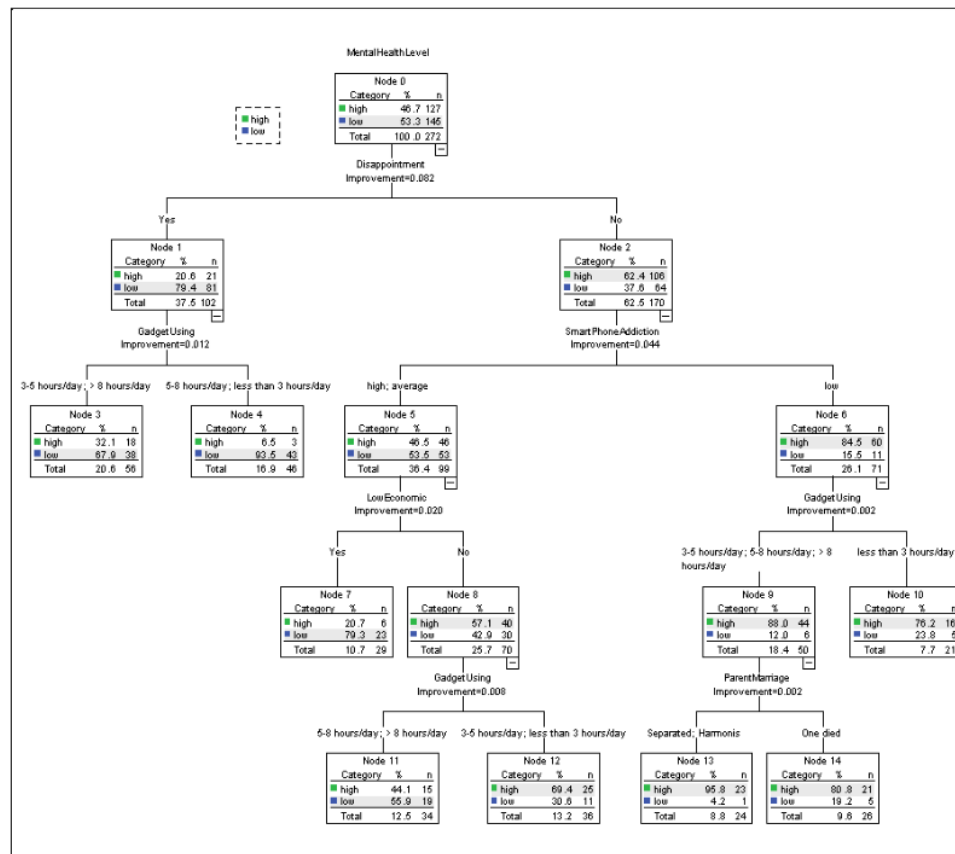 MentalHealthLevel
Node 0
Category % n
high 46.7 127
low 53.3 145
Total 100.0 272
high
low
Disappointment
Improvement=0.082
Yes
No
Node 1
Category % n
high 20.6 21
low 79.4 81
Total 37.5 102
Node 2
Category % n
high 62.4 106
low 37.6 64
Total 62.5 170
GadgetUsing
Improvement=0.012
SmartPhoneAddiction
Improvement=0.044
3-5 hours/day; > 8 hours/day
5-8 hours/day; less than 3 hours/day
high; average
low
Node 3
Category % n
high 32.1 18
low 67.9 38
Total 20.6 56
Node 4
Category % n
high 6.5 3
low 93.5 43
Total 16.9 46
Node 5
Category % n
high 46.5 46
low 53.5 53
Total 36.4 99
Node 6
Category % n
high 84.5 60
low 15.5 11
Total 26.1 71
LowEconomic
Improvement=0.020
GadgetUsing
Improvement=0.002
Yes
No
3-5 hours/day; 5-8 hours/day; > 8
hours/day
less than 3 hours/day
Node 7
Category % n
high 20.7 6
low 79.3 23
Total 10.7 29
Node 8
Category % n
high 57.1 40
low 42.9 30
Total 25.7 70
Node 9
Category % n
high 88.0 44
low 12.0 6
Total 18.4 50
Node 10
Category % n
high 76.2 16
low 23.8 5
Total 7.7 21
GadgetUsing
Improvement=0.008
ParentMarriage
Improvement=0.002
5-8 hours/day; > 8 hours/day
3-5 hours/day; less than 3 hours/day
Separated; Harmonis
One died
Node 11
Category % n
high 44.1 15
low 55.9 19
Total 12.5 34
Node 12
Category % n
high 69.4 25
low 30.6 11
Total 13.2 36
Node 13
Category % n
high 95.8 23
low 4.2 1
Total 8.8 24
Node 14
Category % n
high 80.8 21
low 19.2 5
Total 9.6 26